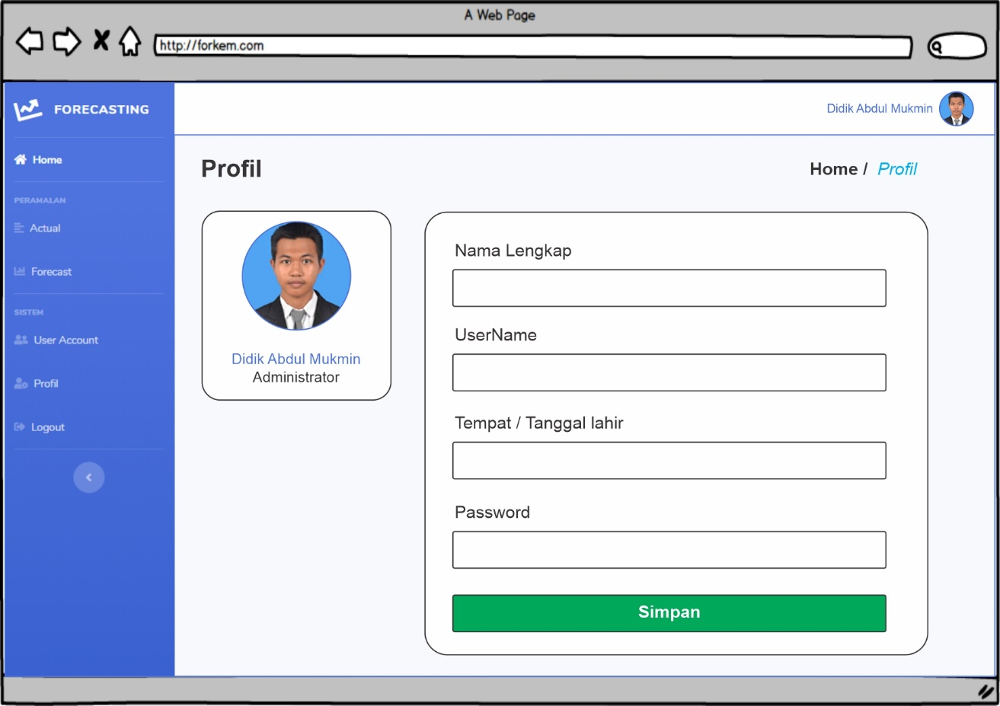 A Web Page
http://forkem.com
FORECASTING
Didik Abdul Mukmin
Home
PERAMALAN
Actual
Forecast
SISTEM
User Account
Profil
Logout
Profil
Home / Profil
Didik Abdul Mukmin
Administrator
Nama Lengkap
UserName
Tempat / Tanggal lahir
Password
Simpan